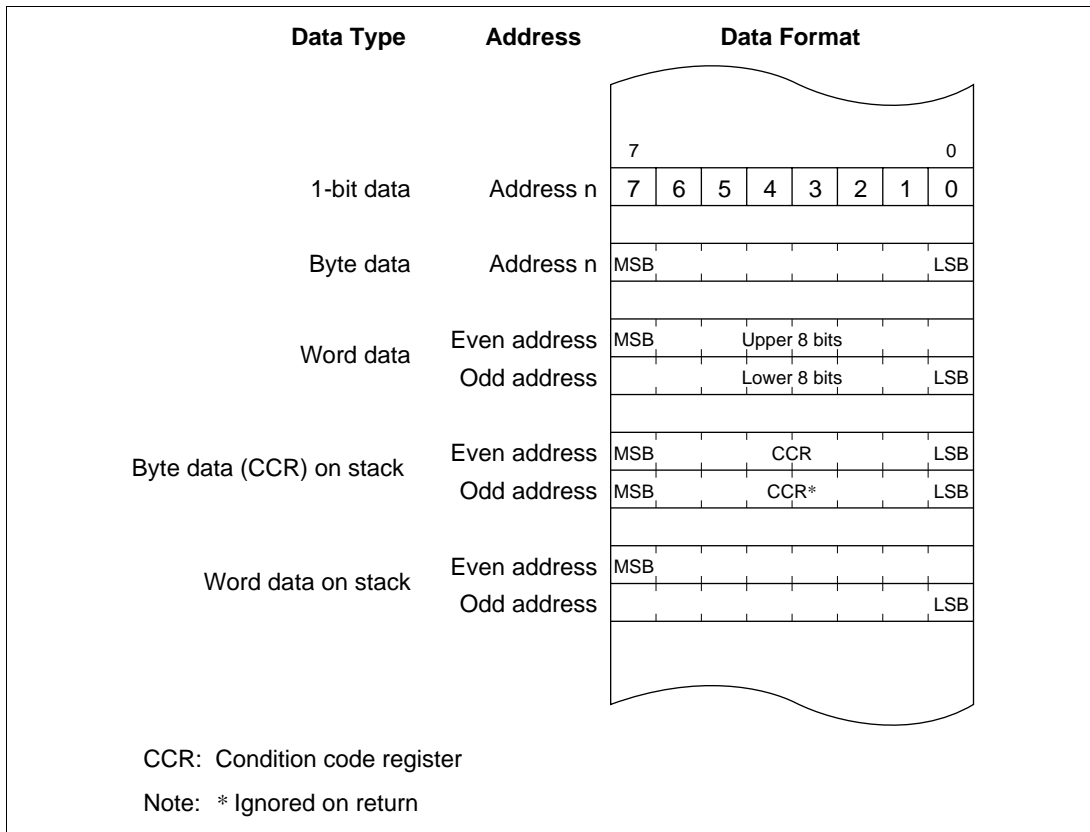 Data Type Address Data Format
7 0
1-bit data Address n 7 6 5 4 3 2 1 0
Byte data Address n MSB LSB
Word data
Even address MSB Upper 8 bits
Odd address Lower 8 bits LSB
Byte data (CCR) on stack
Even address MSB CCR LSB
Odd address MSB CCR* LSB
Word data on stack
Even address MSB
Odd address LSB
CCR: Condition code register
Note: * Ignored on return